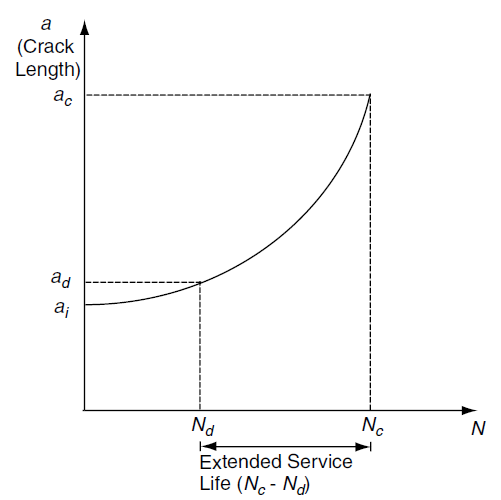 a
(Crack
Length)
a_c
a_d
a_i
N_d
N_c
N
Extended Service
Life (N_c - N_d)